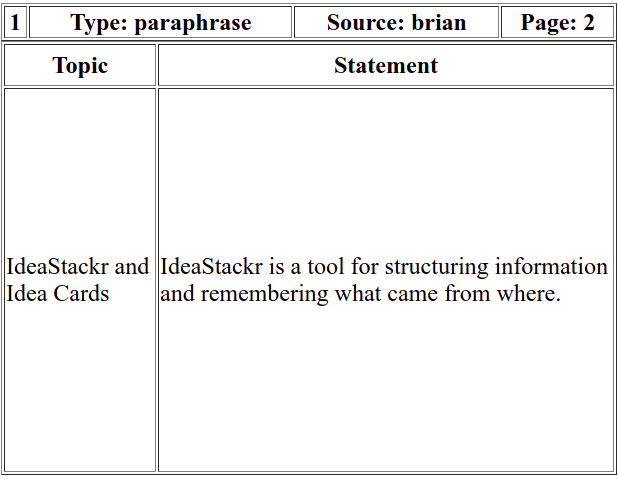 1 Type: paraphrase Source: brian Page: 2
Topic Statement
IdeaStackr and IdeaStackr is a tool for structuring information
Idea Cards and remembering what came from where.